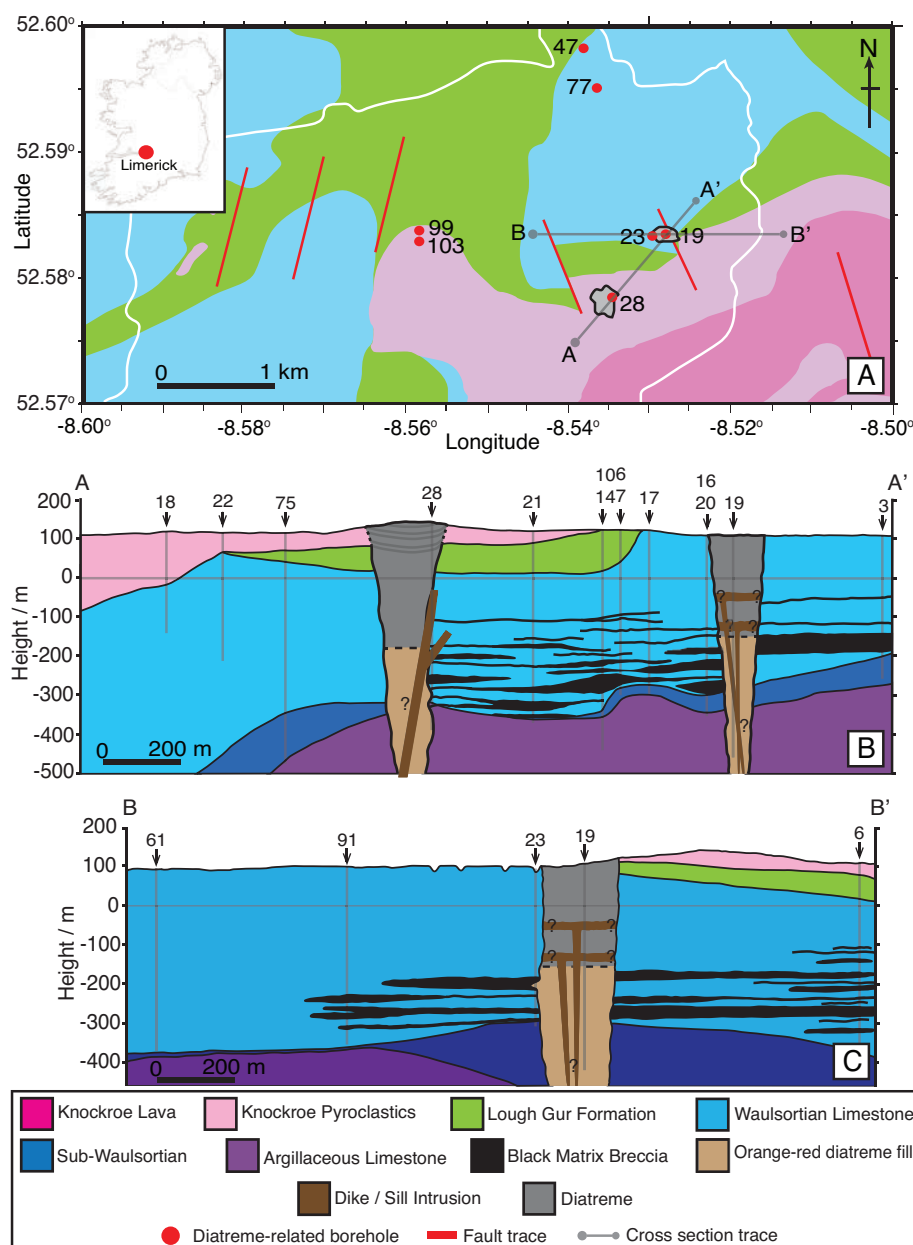 52.60°
52.59°
52.58°
52.57°
Latitude
Limerick
47
77
N
99
103
A'
B
23
19
B'
28
A
0 1 km
A
-8.60° -8.58° -8.56° -8.54° -8.52° -8.50°
Longitude
A A'
18 22 75 28 21 106 147 17 16 20 19 3
200
100
0
-100
-200
-300
-400
-500
Height / m
? ?
? ?
?
?
0 200 m
B
B B'
61 91 23 19 6
200
100
0
-100
-200
-300
-400
Height / m
? ?
? ?
?
0 200 m
C
Knockroe Lava Knockroe Pyroclastics Lough Gur Formation Waulsortian Limestone
Sub-Waulsortian Argillaceous Limestone Black Matrix Breccia Orange-red diatreme fill
Dike / Sill Intrusion Diatreme
Diatreme-related borehole Fault trace Cross section trace